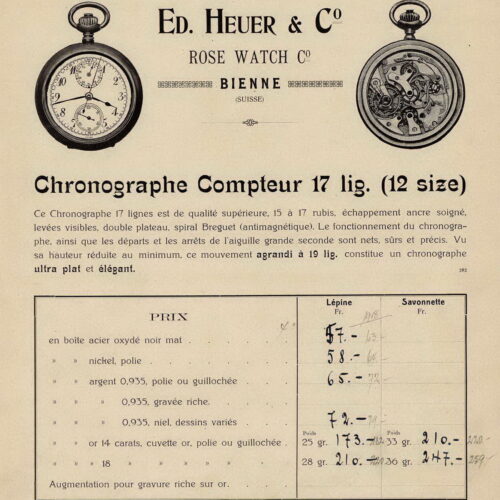 ED. HEUER & Cº
ROSE WATCH Cº
BIENNE
(SUISSE)
Chronographe Compteur 17 lig. (12 size)
Ce Chronographe 17 lignes est de qualité supérieure, 15 à 17 rubis, échappement ancre soigné,
levées visibles, double plateau, spiral Breguet (antimagnétique). Le fonctionnement du chronogra-
phe, ainsi que les départs et les arrêts de l'aiguille grande seconde sont nets, sûrs et précis. Vu
sa hauteur réduite au minimum, ce mouvement agrandi à 19 lig. constitue un chronographe
ultra plat et élégant.
PRIX Lépine Savonnette
Fr. Fr.
en boîte acier oxydé noir mat . . . . . . 57.-
» » nickel, polie . . . . . . . . 58.-
» » argent 0,935, polie ou guillochée . . . . 65.-
» » » 0,935, gravure riche. . . . .
» » » 0,935, niel, dessins variés . . . . 72.-
Poids Poids
» » or 14 carats, cuvette or, polie ou guillochée . 25 gr. 173.- 33 gr. 210.-
» » » 18 » » » » » . 28 gr. 210.- 36 gr. 247.-
Augmentation pour gravure riche sur or . . .